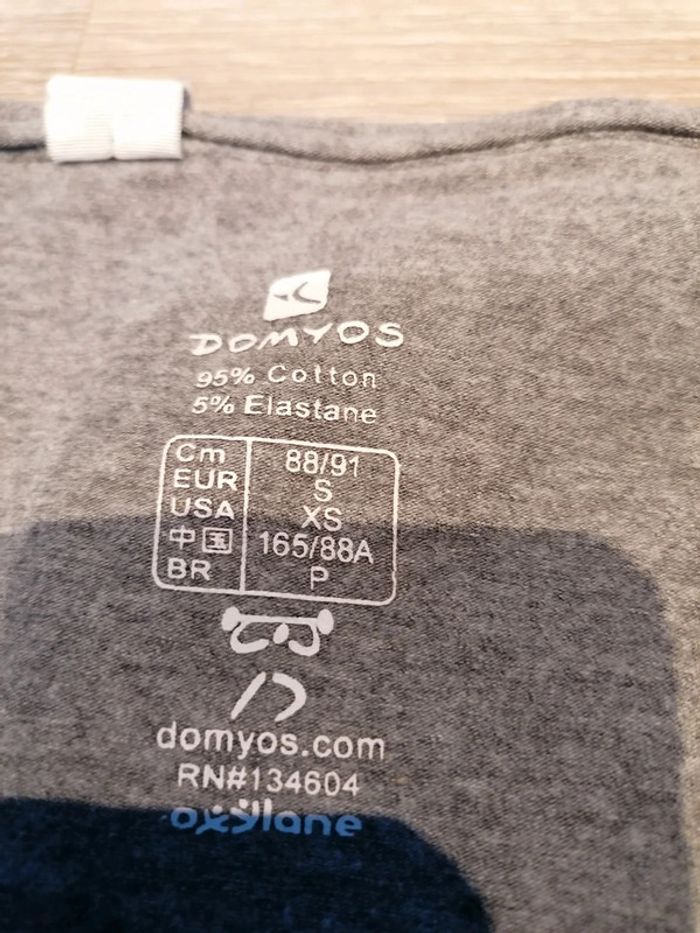 DOMYOS
95% Cotton
5% Elastane
Cm 88/91
EUR S
USA XS
中国 165/88A
BR P
domyos.com
RN#134604
oxylane